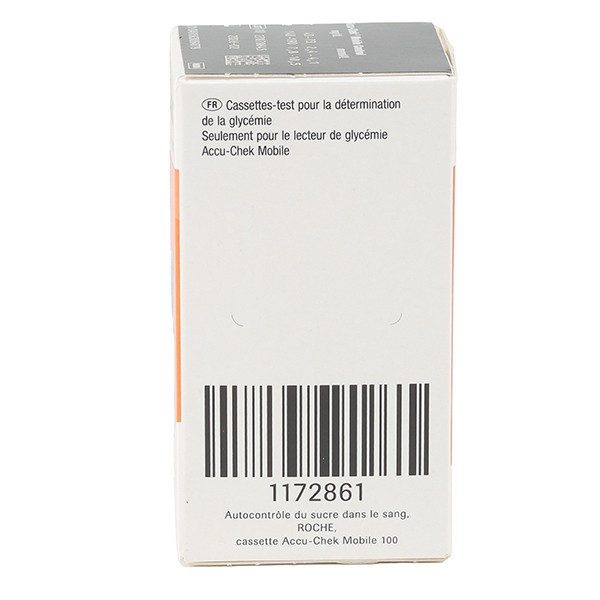 FR Cassettes-test pour la détermination
de la glycémie
Seulement pour le lecteur de glycémie
Accu-Chek Mobile
1172861
Autocontrôle du sucre dans le sang,
ROCHE,
cassette Accu-Chek Mobile 100